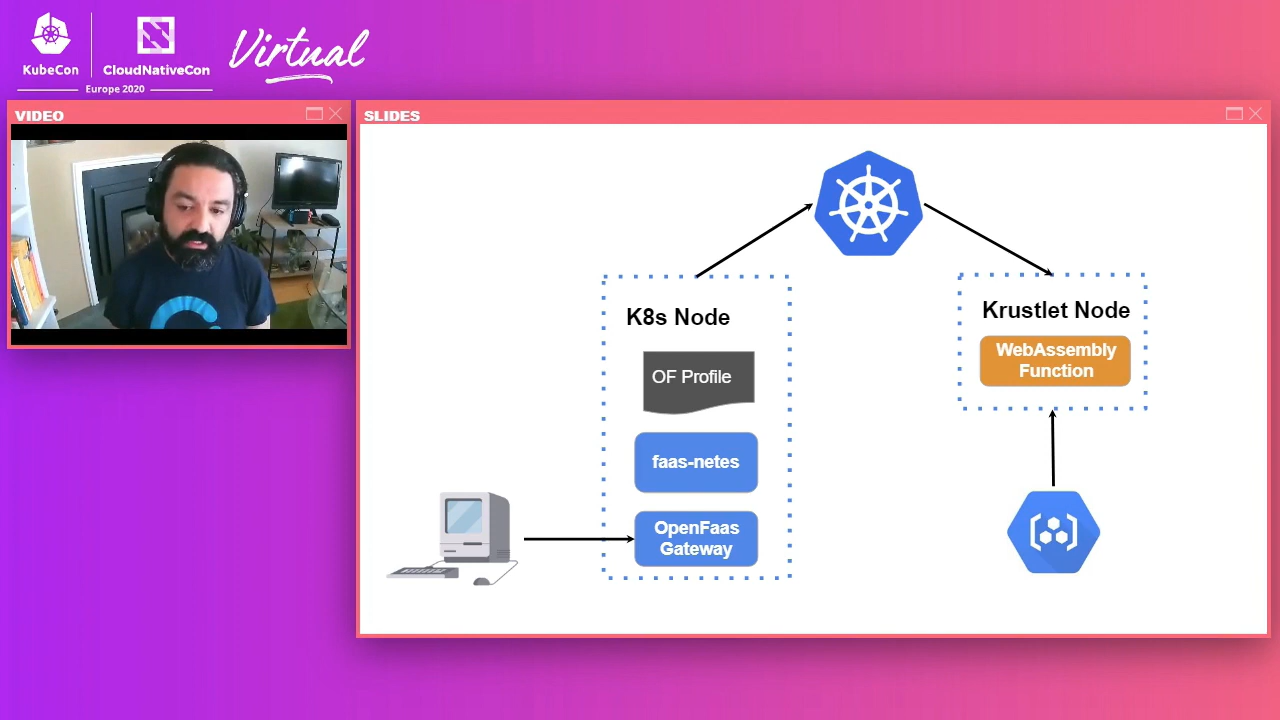 KubeCon
CloudNativeCon
Europe 2020
Virtual
VIDEO
SLIDES
K8s Node
OF Profile
faas-netes
OpenFaas
Gateway
Krustlet Node
WebAssembly
Function